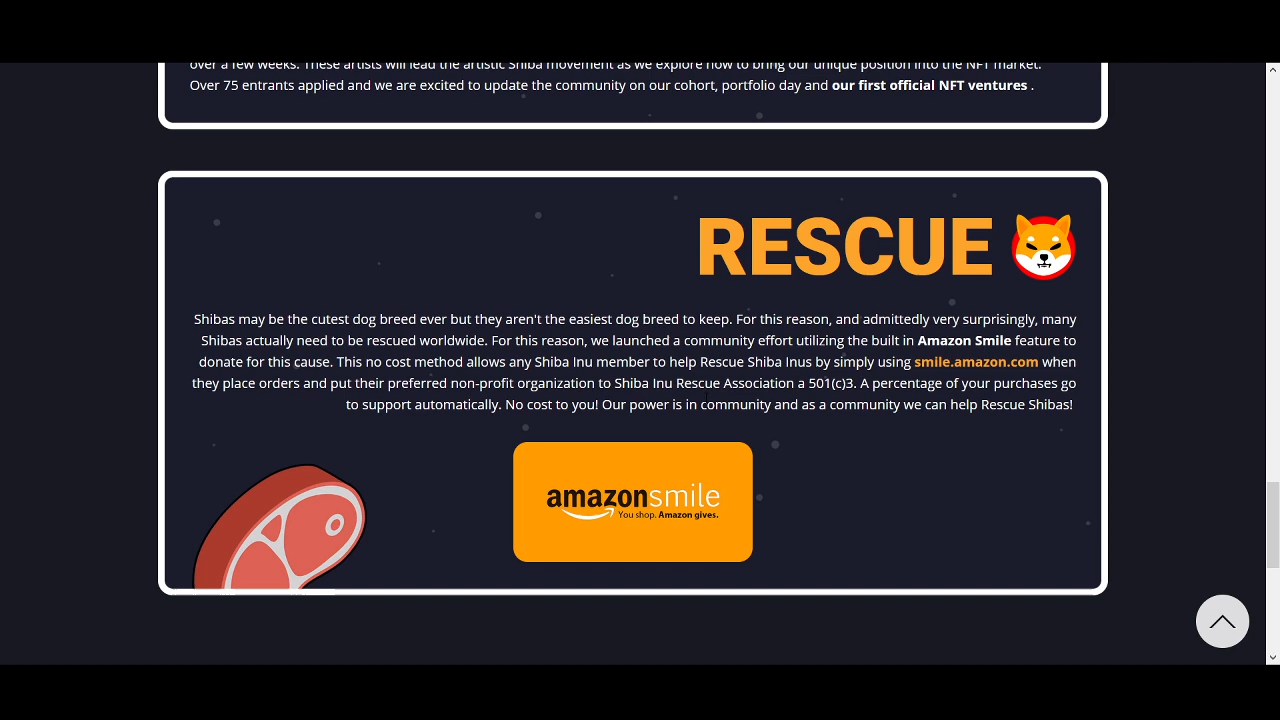 over a few weeks. These artists will lead the artistic Shiba movement as we explore how to bring our unique position into the NFT market.
Over 75 entrants applied and we are excited to update the community on our cohort, portfolio day and our first official NFT ventures .
RESCUE
Shibas may be the cutest dog breed ever but they aren't the easiest dog breed to keep. For this reason, and admittedly very surprisingly, many
Shibas actually need to be rescued worldwide. For this reason, we launched a community effort utilizing the built in Amazon Smile feature to
donate for this cause. This no cost method allows any Shiba Inu member to help Rescue Shiba Inus by simply using smile.amazon.com when
they place orders and put their preferred non-profit organization to Shiba Inu Rescue Association a 501(c)3. A percentage of your purchases go
to support automatically. No cost to you! Our power is in community and as a community we can help Rescue Shibas!
amazonsmile
You shop. Amazon gives.